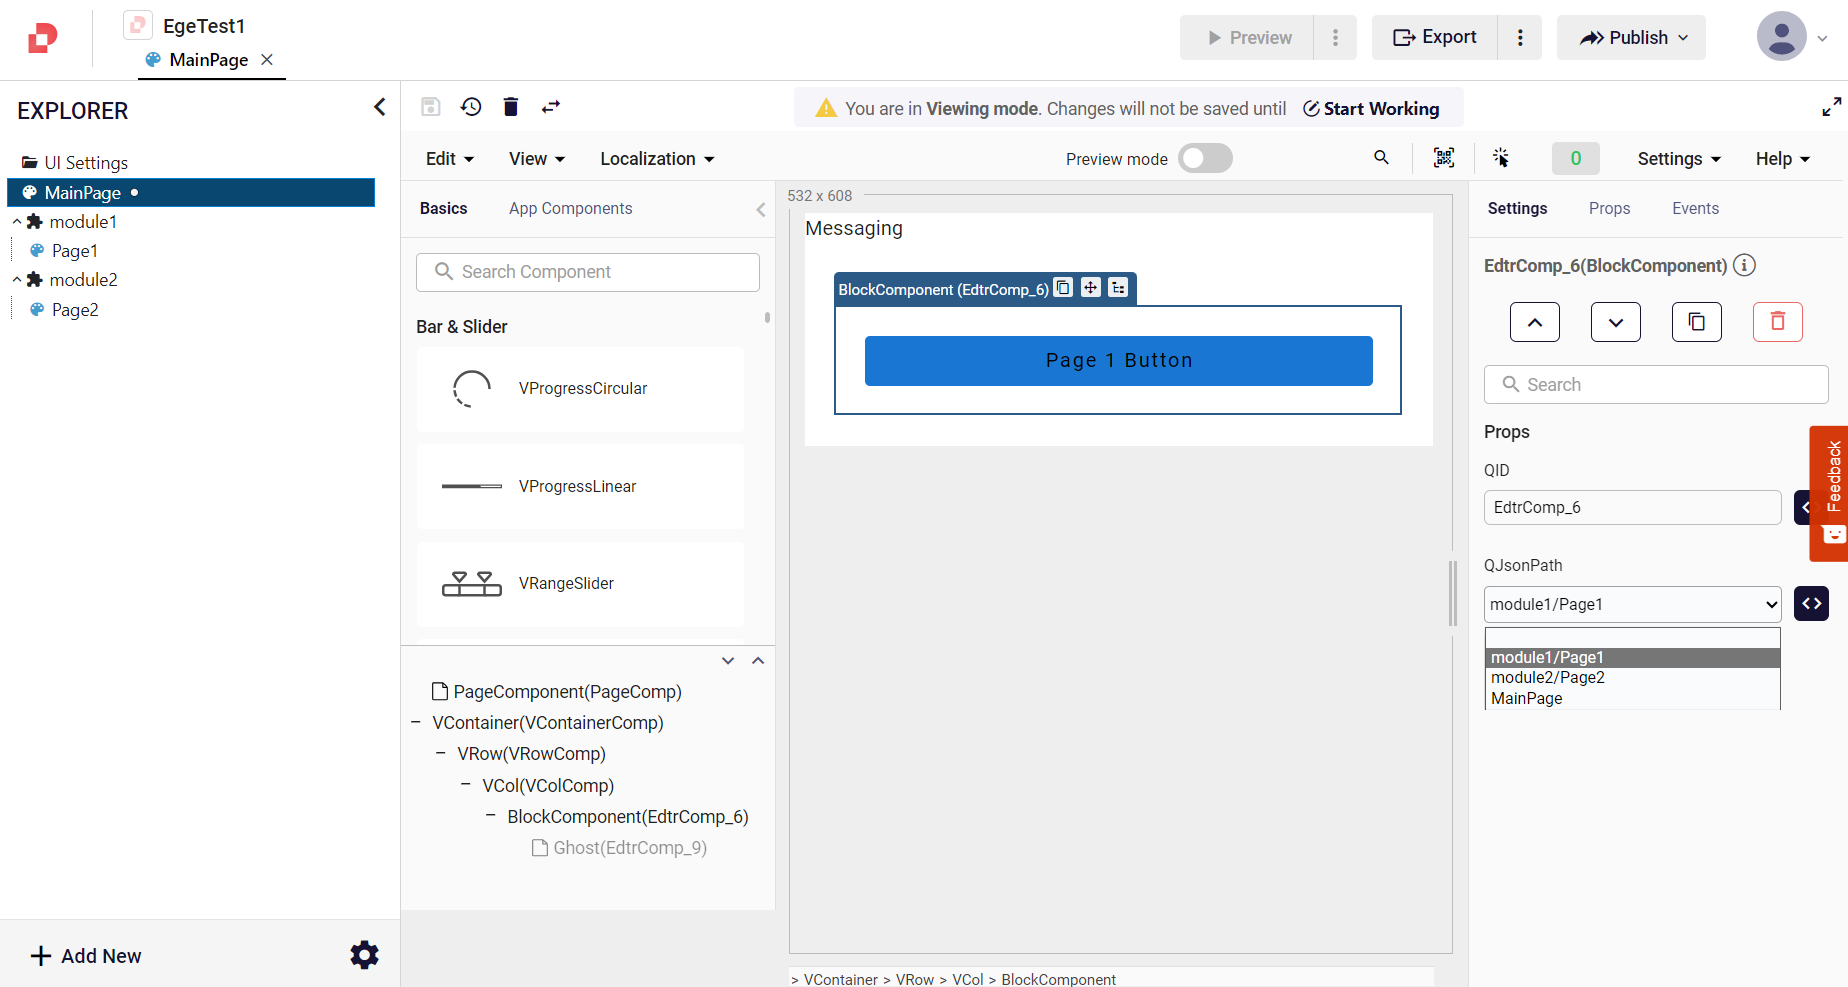 EgeTest1
MainPage
Preview
Export
Publish
EXPLORER
UI Settings
MainPage
module1
Page1
module2
Page2
Add New
You are in Viewing mode. Changes will not be saved until Start Working
Edit
View
Localization
Preview mode
0
Settings
Help
Basics
App Components
Search Component
Bar & Slider
VProgressCircular
VProgressLinear
VRangeSlider
PageComponent(PageComp)
VContainer(VContainerComp)
VRow(VRowComp)
VCol(VColComp)
BlockComponent(EdtrComp_6)
Ghost(EdtrComp_9)
532 x 608
Messaging
BlockComponent (EdtrComp_6)
Page 1 Button
> VContainer > VRow > VCol > BlockComponent
Settings
Props
Events
EdtrComp_6(BlockComponent)
Search
Props
QID
EdtrComp_6
QJsonPath
module1/Page1
module1/Page1
module2/Page2
MainPage
Feedback